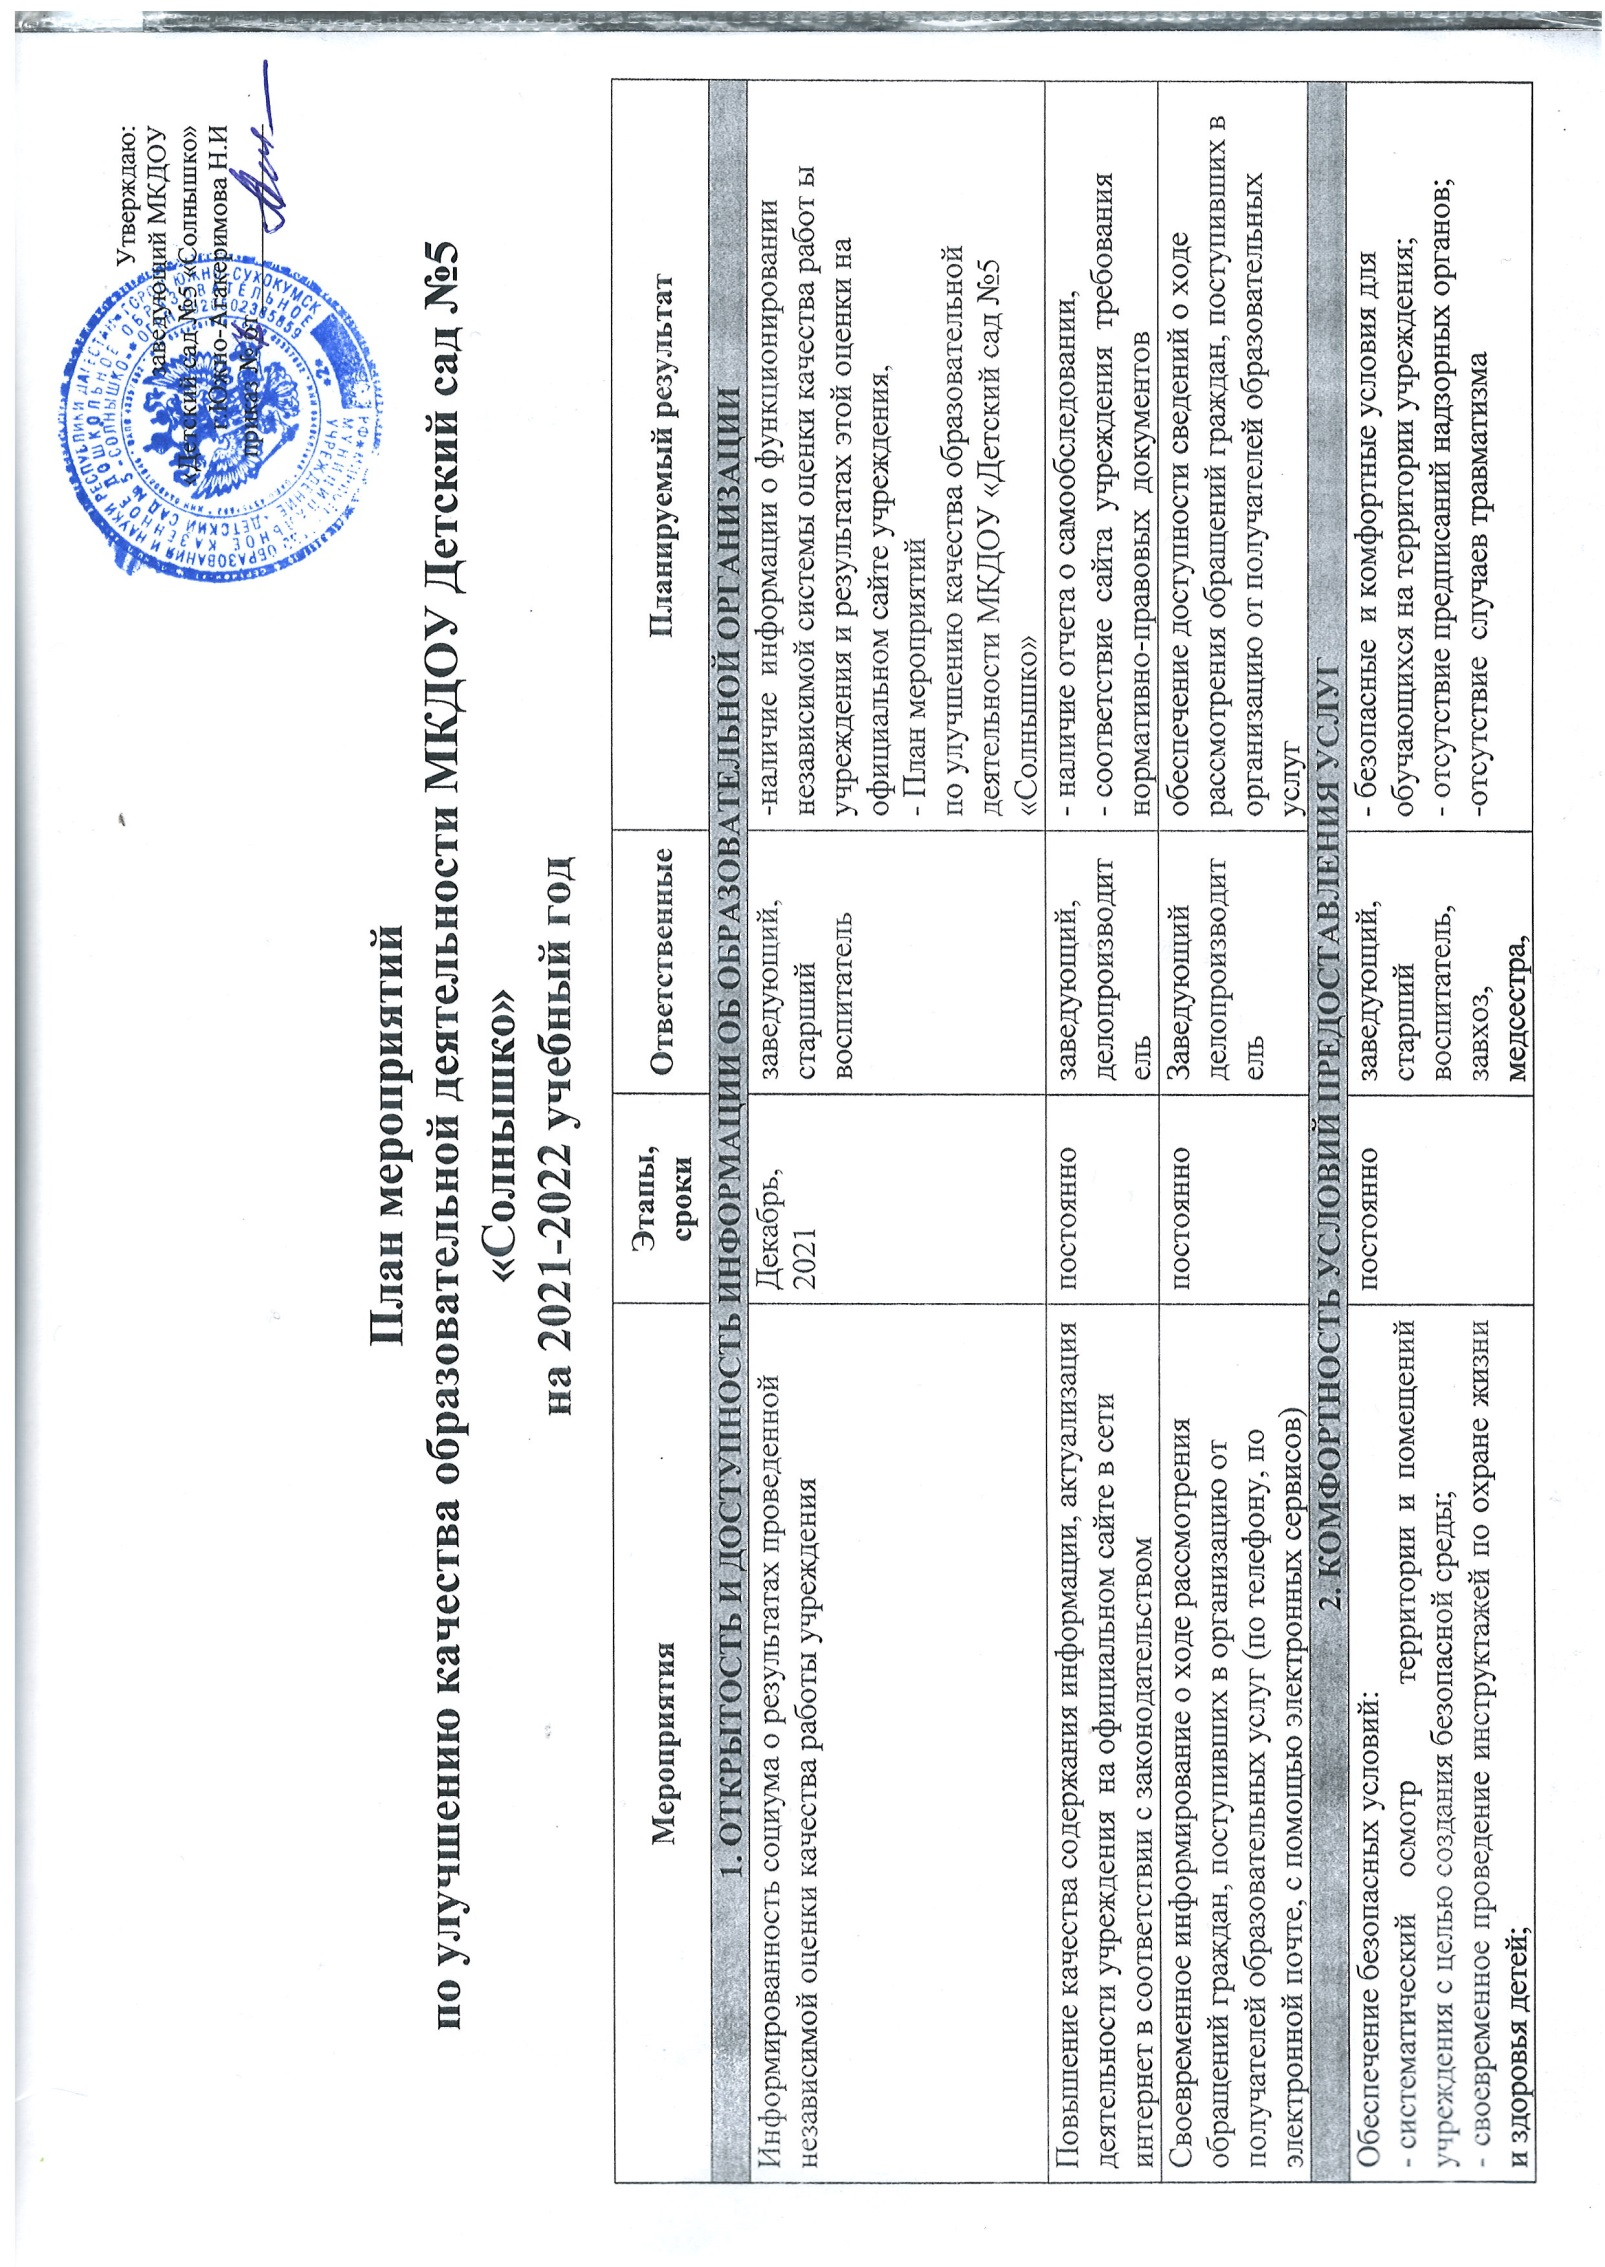 Утверждаю:
заведующий МКДОУ
«Детский сад №5 «Солнышко»
Агакеримова Н.И
приказ №
План мероприятий
по улучшению качества образовательной деятельности МКДОУ Детский сад №5
«Солнышко»
на 2021-2022 учебный год
Мероприятия
Этапы,
сроки
Ответственные
Планируемый результат
1. ОТКРЫТОСТЬ И ДОСТУПНОСТЬ ИНФОРМАЦИИ ОБ ОБРАЗОВАТЕЛЬНОЙ ОРГАНИЗАЦИИ
Информированность социума о результатах проведенной
независимой оценки качества работы учреждения
Декабрь,
2021
заведующий,
старший
воспитатель
-наличие информации о функционировании
независимой системы оценки качества работ ы
учреждения и результатах этой оценки на
официальном сайте учреждения,
- План мероприятий
по улучшению качества образовательной
деятельности МКДОУ «Детский сад №5
«Солнышко»
Повышение качества содержания информации, актуализация
деятельности учреждения на официальном сайте в сети
интернет в соответствии с законодательством
постоянно
заведующий,
делопроизводит
ель
- наличие отчета о самообследовании,
- соответствие сайта учреждения требования
нормативно-правовых документов
Своевременное информирование о ходе рассмотрения
обращений граждан, поступивших в организацию от
получателей образовательных услуг (по телефону, по
электронной почте, с помощью электронных сервисов)
постоянно
Заведующий
делопроизводит
ель
обеспечение доступности сведений о ходе
рассмотрения обращений граждан, поступивших в
организацию от получателей образовательных
услуг
2. КОМФОРТНОСТЬ УСЛОВИЙ ПРЕДОСТАВЛЕНИЯ УСЛУГ
Обеспечение безопасных условий:
- систематический осмотр территории и помещений
учреждения с целью создания безопасной среды;
- своевременное проведение инструктажей по охране жизни
и здоровья детей;
постоянно
заведующий,
старший
воспитатель,
завхоз,
медсестра,
- безопасные и комфортные условия для
обучающихся на территории учреждения;
- отсутствие предписаний надзорных органов;
-отсутствие случаев травматизма